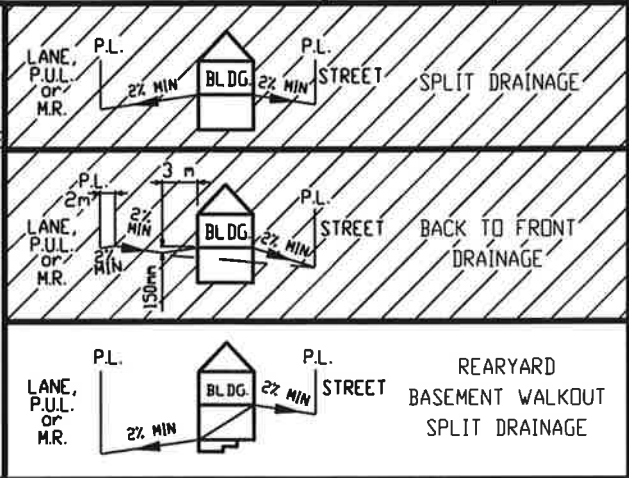 P.L.
P.L.
LANE,
P.U.L.
or
M.R.
2% MIN
BLDG.
2% MIN
STREET
SPLIT DRAINAGE
3 m
P.L.
2m
2% MIN
P.L.
LANE,
P.U.L.
or
M.R.
2% MIN
150mm
BLDG.
2% MIN
STREET
BACK TO FRONT
DRAINAGE
P.L.
P.L.
LANE,
P.U.L.
or
M.R.
2% MIN
BLDG.
2% MIN
STREET
REARYARD
BASEMENT WALKOUT
SPLIT DRAINAGE